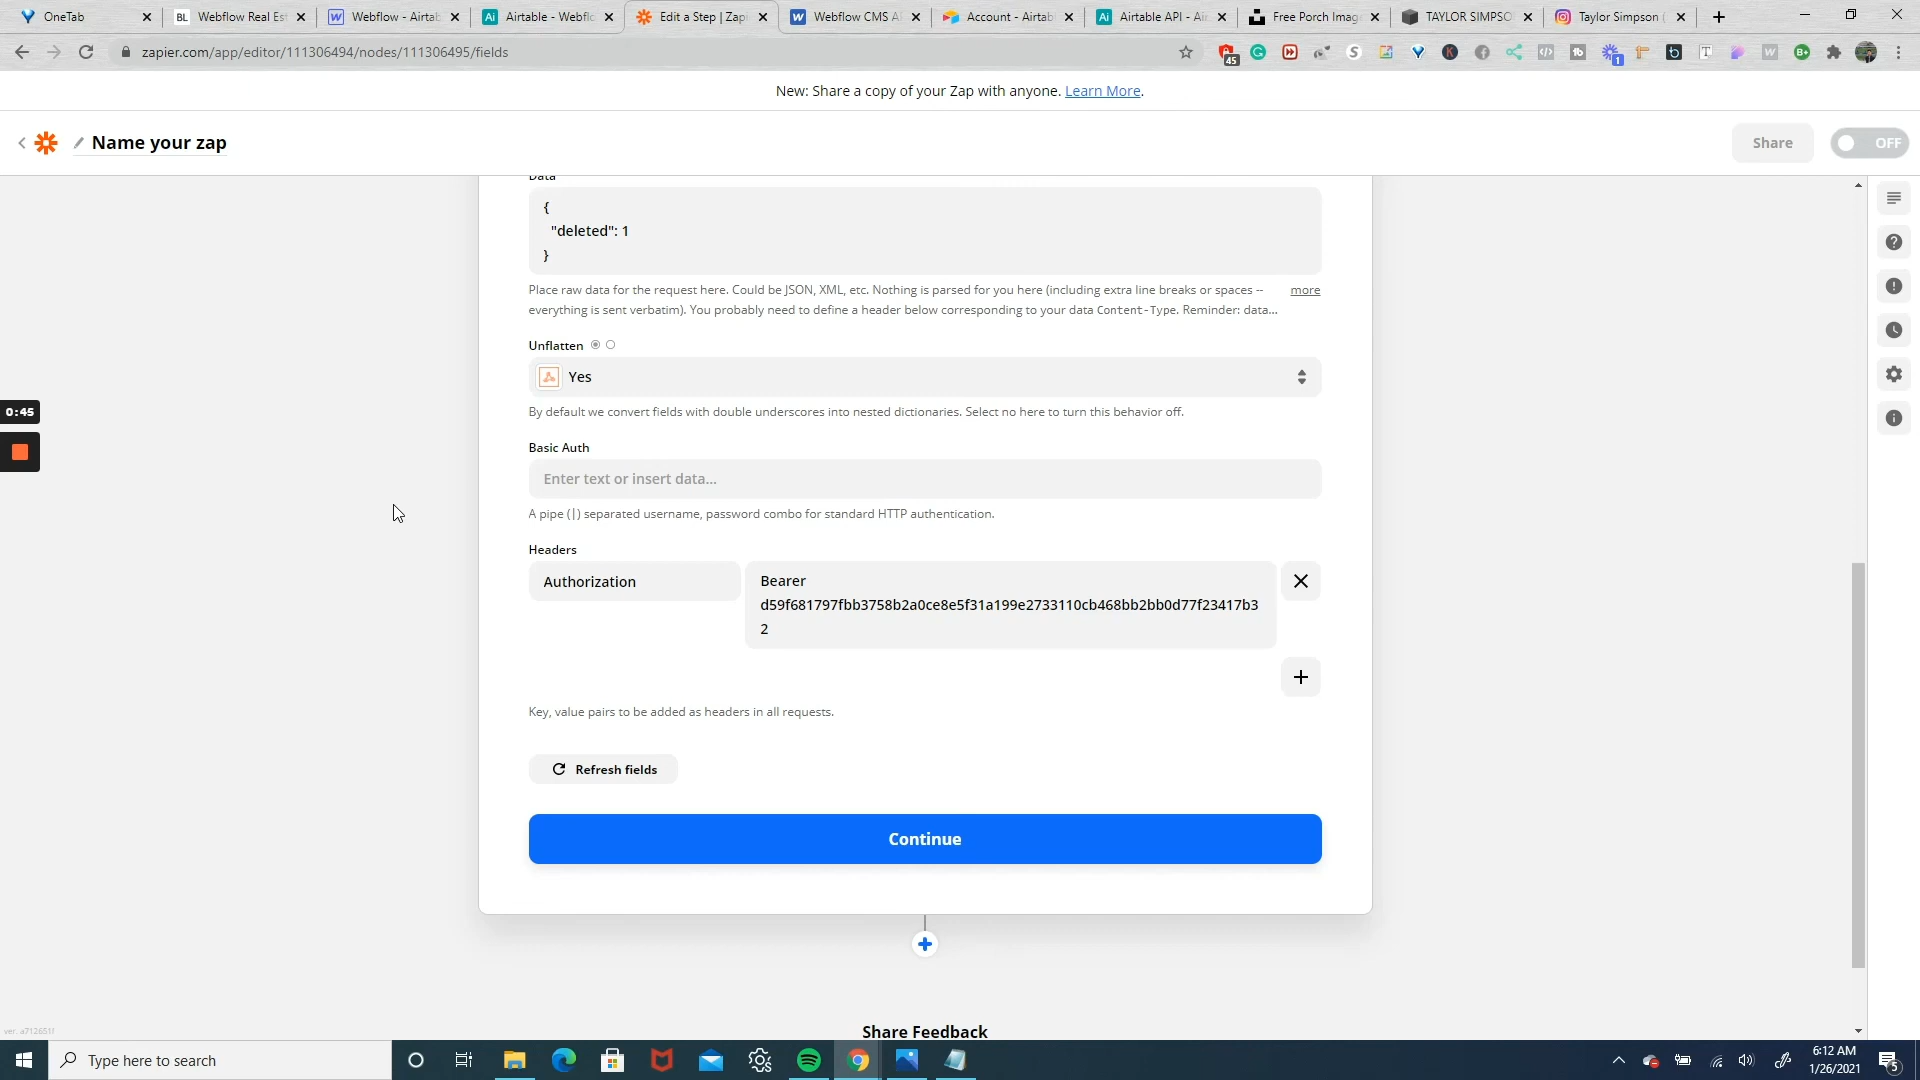 OneTab
Webflow Real Es
Webflow - Airtab
Airtable - Webflo
Edit a Step | Zap
Webflow CMS A
Account - Airtab
Airtable API - Ai
Free Porch Imag
TAYLOR SIMPSO
Taylor Simpson (
zapier.com/app/editor/111306494/nodes/111306495/fields
45
1
New: Share a copy of your Zap with anyone. Learn More.
Name your zap
Share
OFF
Data
{
"deleted": 1
}
Place raw data for the request here. Could be JSON, XML, etc. Nothing is parsed for you here (including extra line breaks or spaces -- more
everything is sent verbatim). You probably need to define a header below corresponding to your data Content-Type. Reminder: data...
Unflatten
Yes
0:45
By default we convert fields with double underscores into nested dictionaries. Select no here to turn this behavior off.
Basic Auth
Enter text or insert data...
A pipe (|) separated username, password combo for standard HTTP authentication.
Headers
Authorization
Bearer
d59f681797fbb3758b2a0ce8e5f31a199e2733110cb468bb2bb0d77f23417b3
2
Key, value pairs to be added as headers in all requests.
Refresh fields
Continue
Share Feedback
ver. a712651f
Type here to search
6:12 AM
1/26/2021
5